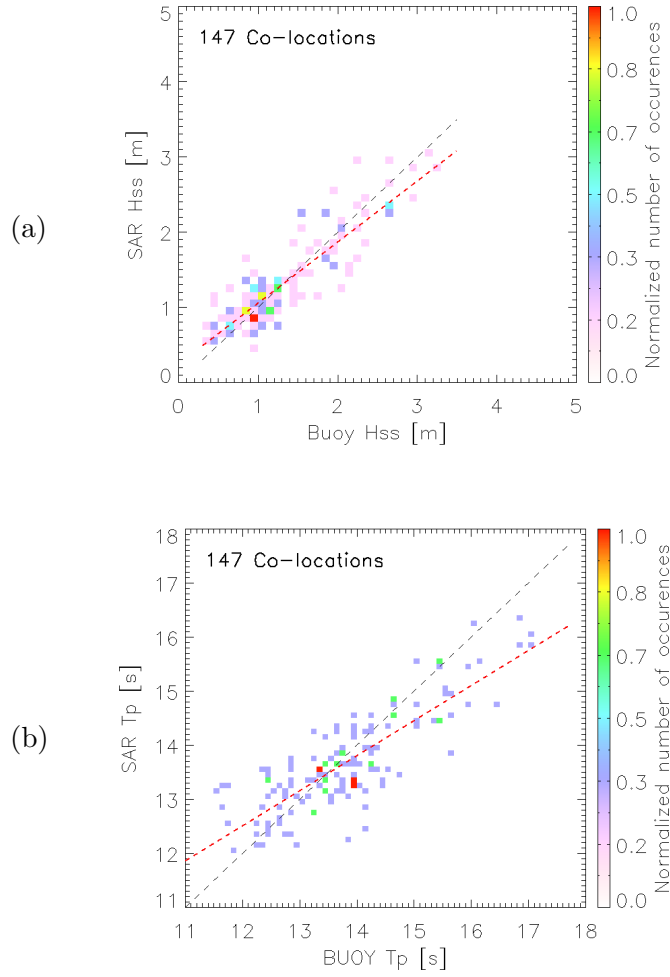 (a)
147 Co-locations
SAR Hss [m]
5
4
3
2
1
0
0 1 2 3 4 5
Buoy Hss [m]
1.0
0.8
0.7
0.5
0.3
0.2
0.0
Normalized number of occurences
(b)
147 Co-locations
SAR Tp [s]
18
17
16
15
14
13
12
11
11 12 13 14 15 16 17 18
BUOY Tp [s]
1.0
0.8
0.7
0.5
0.3
0.2
0.0
Normalized number of occurences